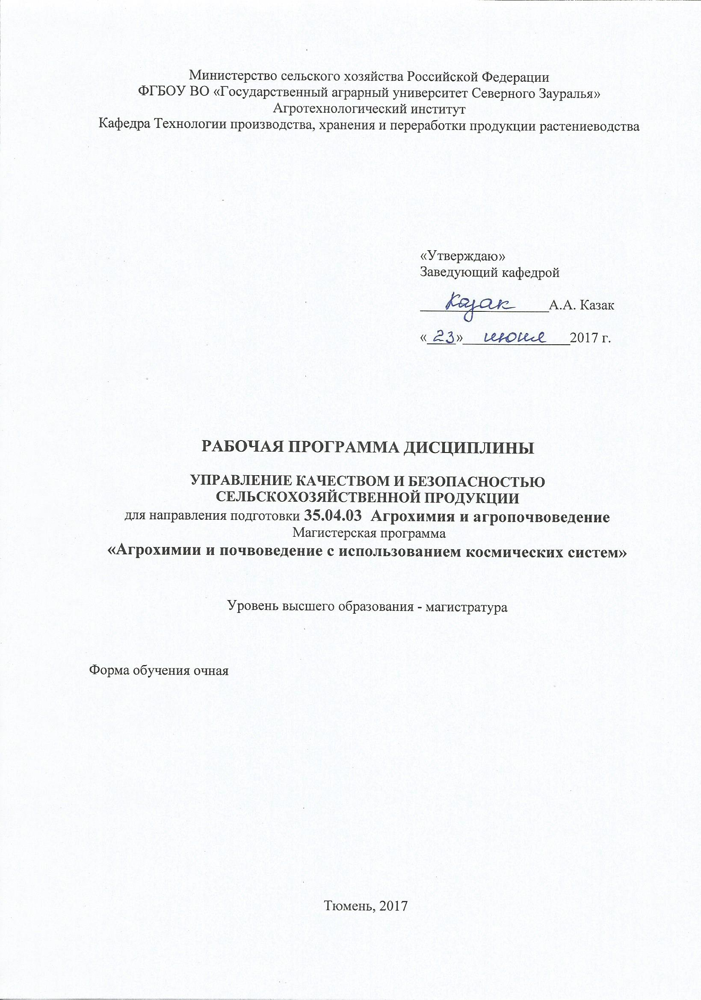 Министерство сельского хозяйства Российской Федерации
ФГБОУ ВО «Государственный аграрный университет Северного Зауралья»
Агротехнологический институт
Кафедра Технологии производства, хранения и переработки продукции растениеводства
«Утверждаю»
Заведующий кафедрой
Казак А.А. Казак
«23» июня 2017 г.
РАБОЧАЯ ПРОГРАММА ДИСЦИПЛИНЫ
УПРАВЛЕНИЕ КАЧЕСТВОМ И БЕЗОПАСНОСТЬЮ
СЕЛЬСКОХОЗЯЙСТВЕННОЙ ПРОДУКЦИИ
для направления подготовки 35.04.03 Агрохимия и агропочвоведение
Магистерская программа
«Агрохимии и почвоведение с использованием космических систем»
Уровень высшего образования - магистратура
Форма обучения очная
Тюмень, 2017